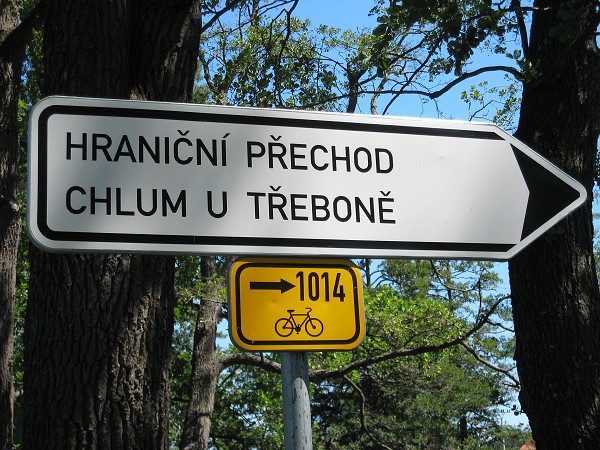 HRANIČNÍ PŘECHOD
CHLUM U TŘEBONĚ
1014